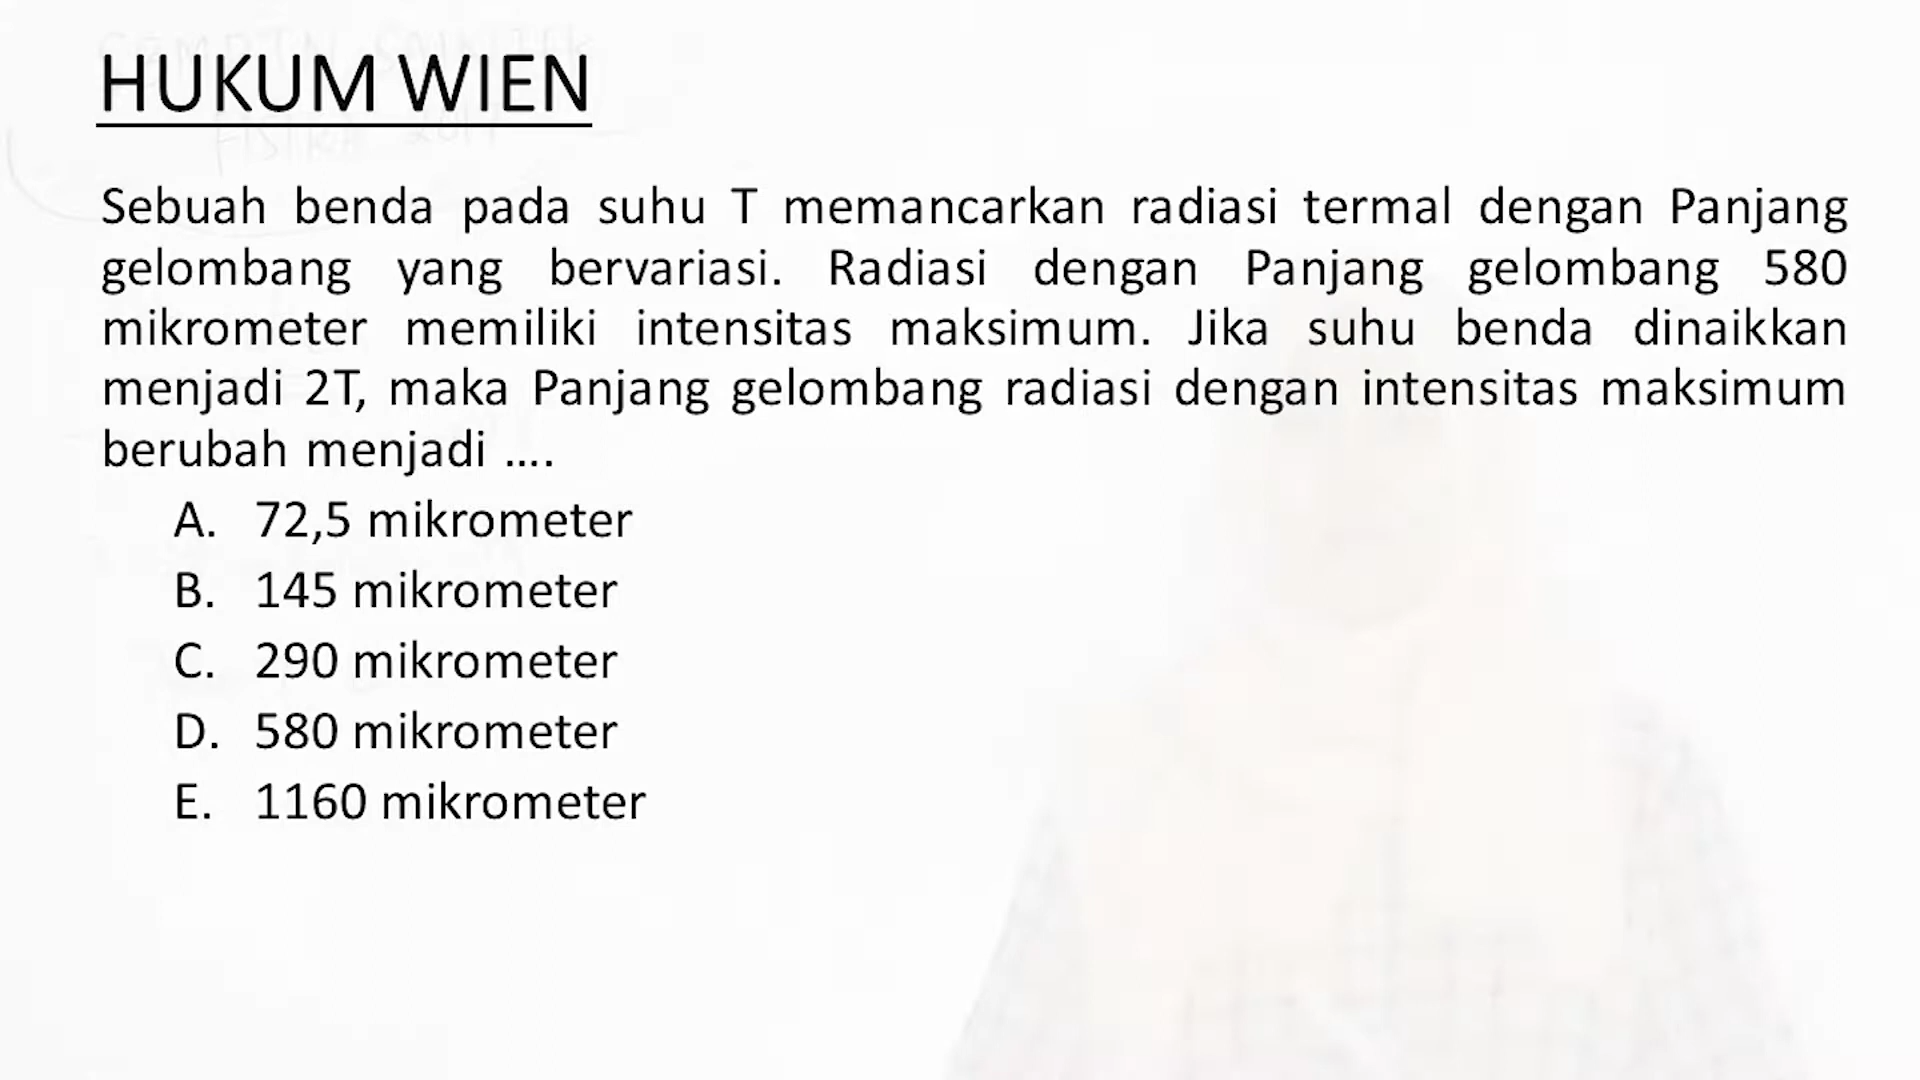 HUKUM WIEN
Sebuah benda pada suhu T memancarkan radiasi termal dengan Panjang
gelombang yang bervariasi. Radiasi dengan Panjang gelombang 580
mikrometer memiliki intensitas maksimum. Jika suhu benda dinaikkan
menjadi 2T, maka Panjang gelombang radiasi dengan intensitas maksimum
berubah menjadi ....
A. 72,5 mikrometer
B. 145 mikrometer
C. 290 mikrometer
D. 580 mikrometer
E. 1160 mikrometer